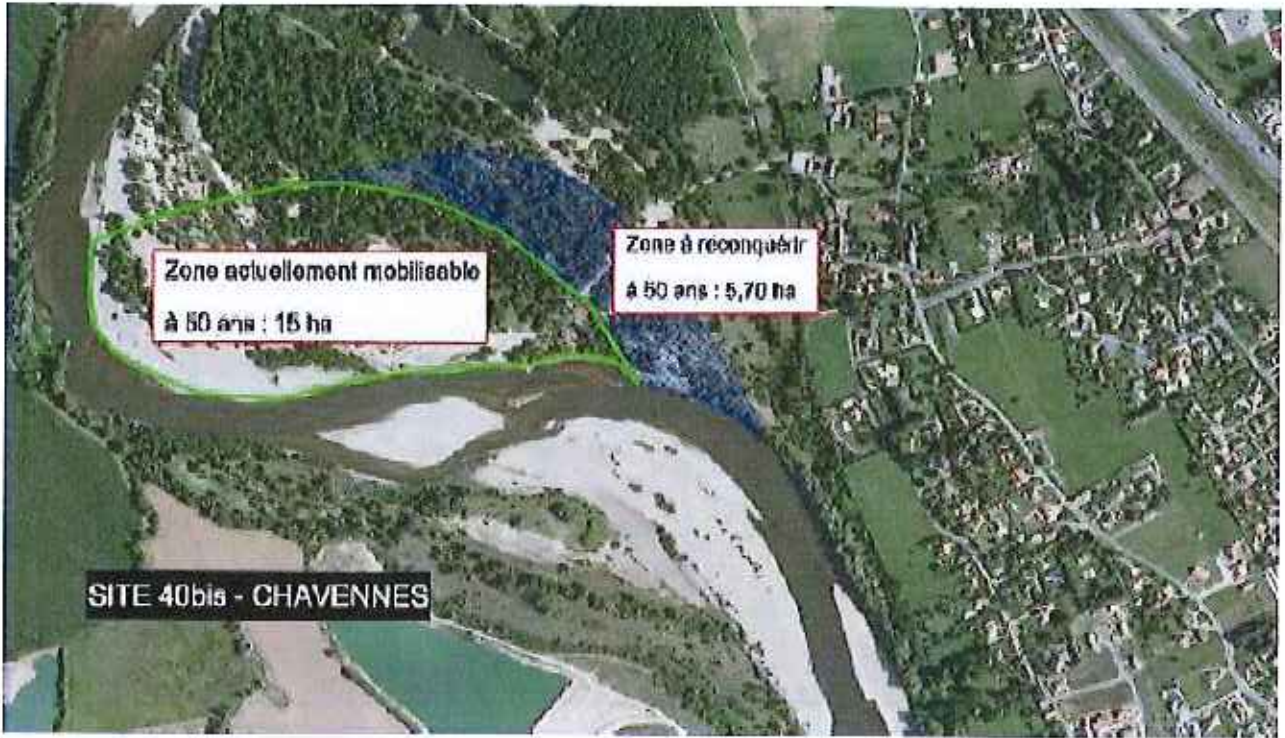 Zone actuellement mobilisable
à 50 ans : 15 ha
Zone à reconquérir
à 50 ans : 5,70 ha
SITE 40bis - CHAVENNES